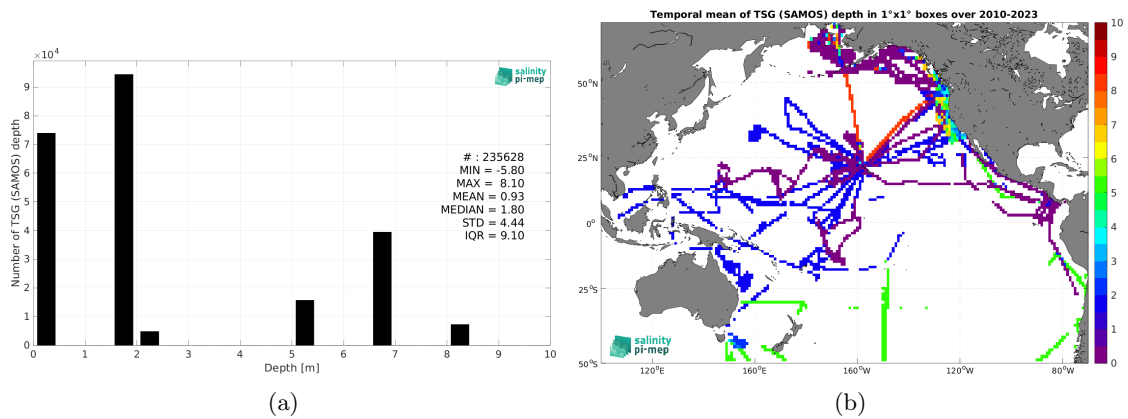 ×10⁴
salinity
pi-mep
9
8
7
6
5
4
3
2
1
0
Number of TSG (SAMOS) depth
# : 235628
MIN = -5.80
MAX = 8.10
MEAN = 0.93
MEDIAN = 1.80
STD = 4.44
IQR = 9.10
0 1 2 3 4 5 6 7 8 9 10
Depth [m]
(a)
Temporal mean of TSG (SAMOS) depth in 1°x1° boxes over 2010-2023
50°N
25°N
0°
25°S
50°S
120°E
160°E
160°W
120°W
80°W
salinity
pi-mep
10
9
8
7
6
5
4
3
2
1
0
(b)